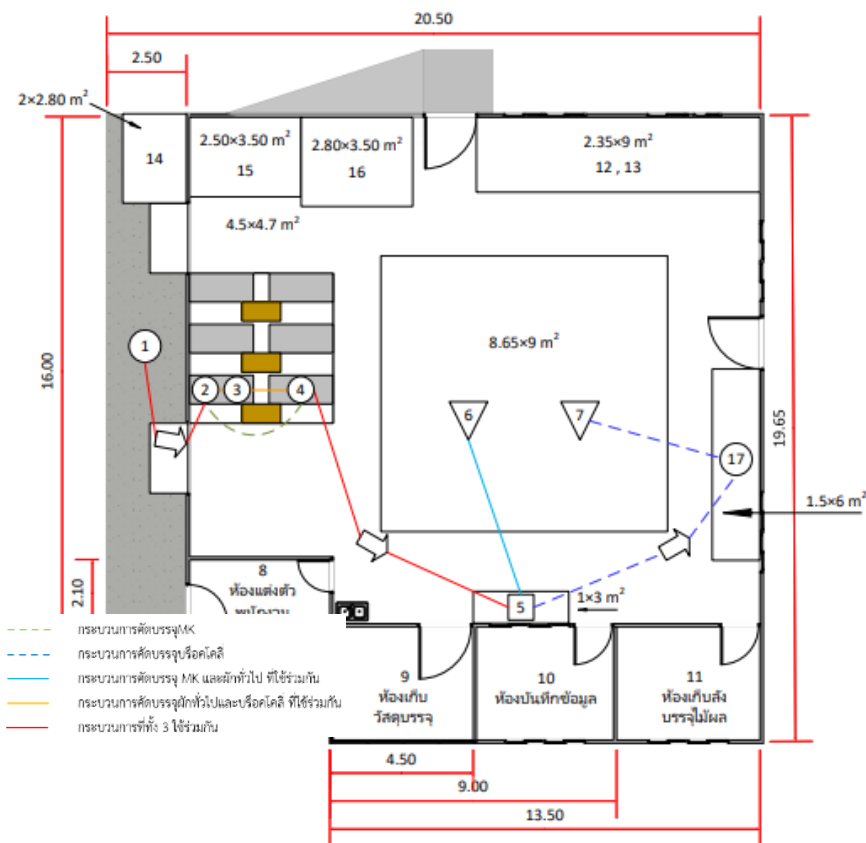 20.50
2.50
2×2.80 m²
14
2.50×3.50 m²
15
2.80×3.50 m²
16
2.35×9 m²
12 , 13
4.5×4.7 m²
16.00
19.65
1
2
3
4
8.65×9 m²
6
7
17
1.5×6 m²
2.10
8
ห้องแต่งตัว
5
1×3 m²
9
ห้องเก็บ
วัสดุบรรจุ
10
ห้องบันทึกข้อมูล
11
ห้องเก็บลัง
บรรจุไม้ผล
กระบวนการคัดบรรจุMK
กระบวนการคัดบรรจุบร็อคโคลี
กระบวนการคัดบรรจุ MK และผักทั่วไป ที่ใช้ร่วมกัน
กระบวนการคัดบรรจุผักทั่วไปและบร็อคโคลิ ที่ใช้ร่วมกัน
กระบวนการที่ทั้ง 3 ใช้ร่วมกัน
4.50
9.00
13.50